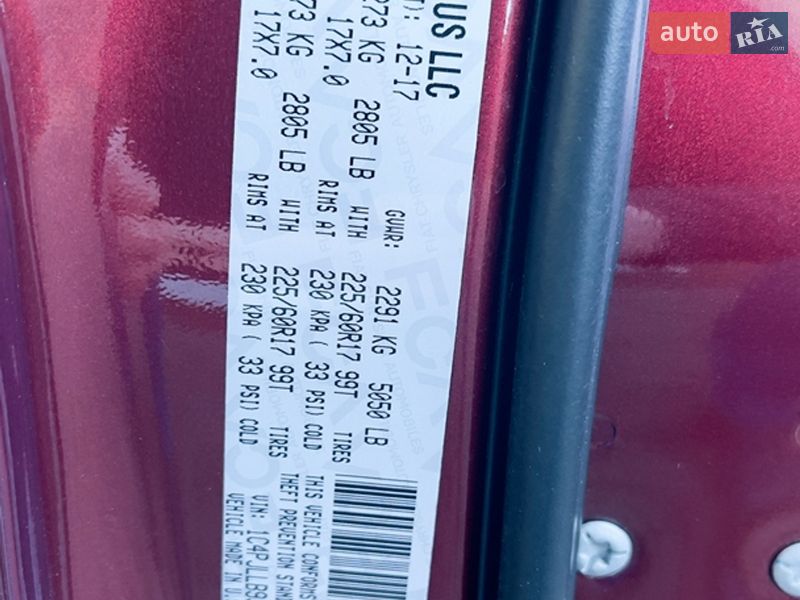 auto RIA
.com
US LLC
T): 12-17
GVWR: 2291 KG 5050 LB
273 KG 2805 LB WITH 225/60R17 99T TIRES
17X7.0 RIMS AT 230 KPA ( 33 PSI) COLD
73 KG 2805 LB WITH 225/60R17 99T TIRES
17X7.0 RIMS AT 230 KPA ( 33 PSI) COLD
THIS VEHICLE CONFORMS
THEFT PREVENTION STAN
VIN: 1C4PJLLB9
VEHICLE MADE IN U